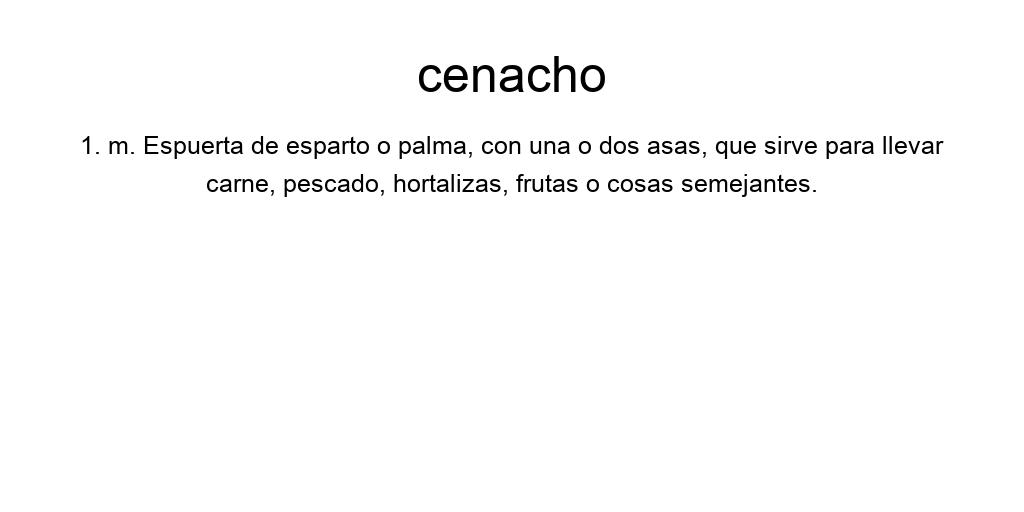 cenacho
1. m. Espuerta de esparto o palma, con una o dos asas, que sirve para llevar
carne, pescado, hortalizas, frutas o cosas semejantes.